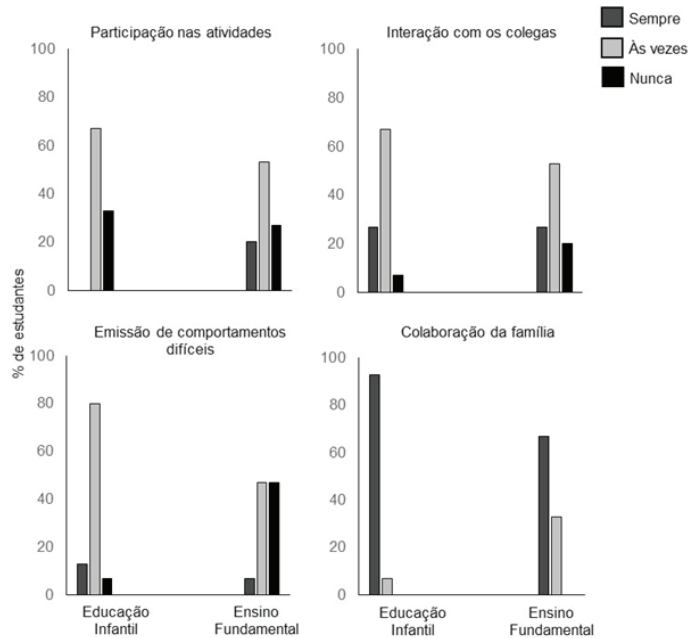 Sempre
Às vezes
Nunca
Participação nas atividades
100
80
60
40
20
0
Interação com os colegas
100
80
60
40
20
0
% de estudantes
Emissão de comportamentos
difíceis
100
80
60
40
20
0
Educação
Infantil
Ensino
Fundamental
Colaboração da família
100
80
60
40
20
0
Educação
Infantil
Ensino
Fundamental